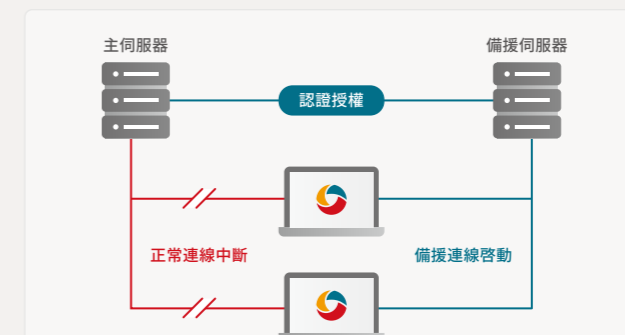 主伺服器
備援伺服器
認證授權
正常連線中斷
備援連線啓動